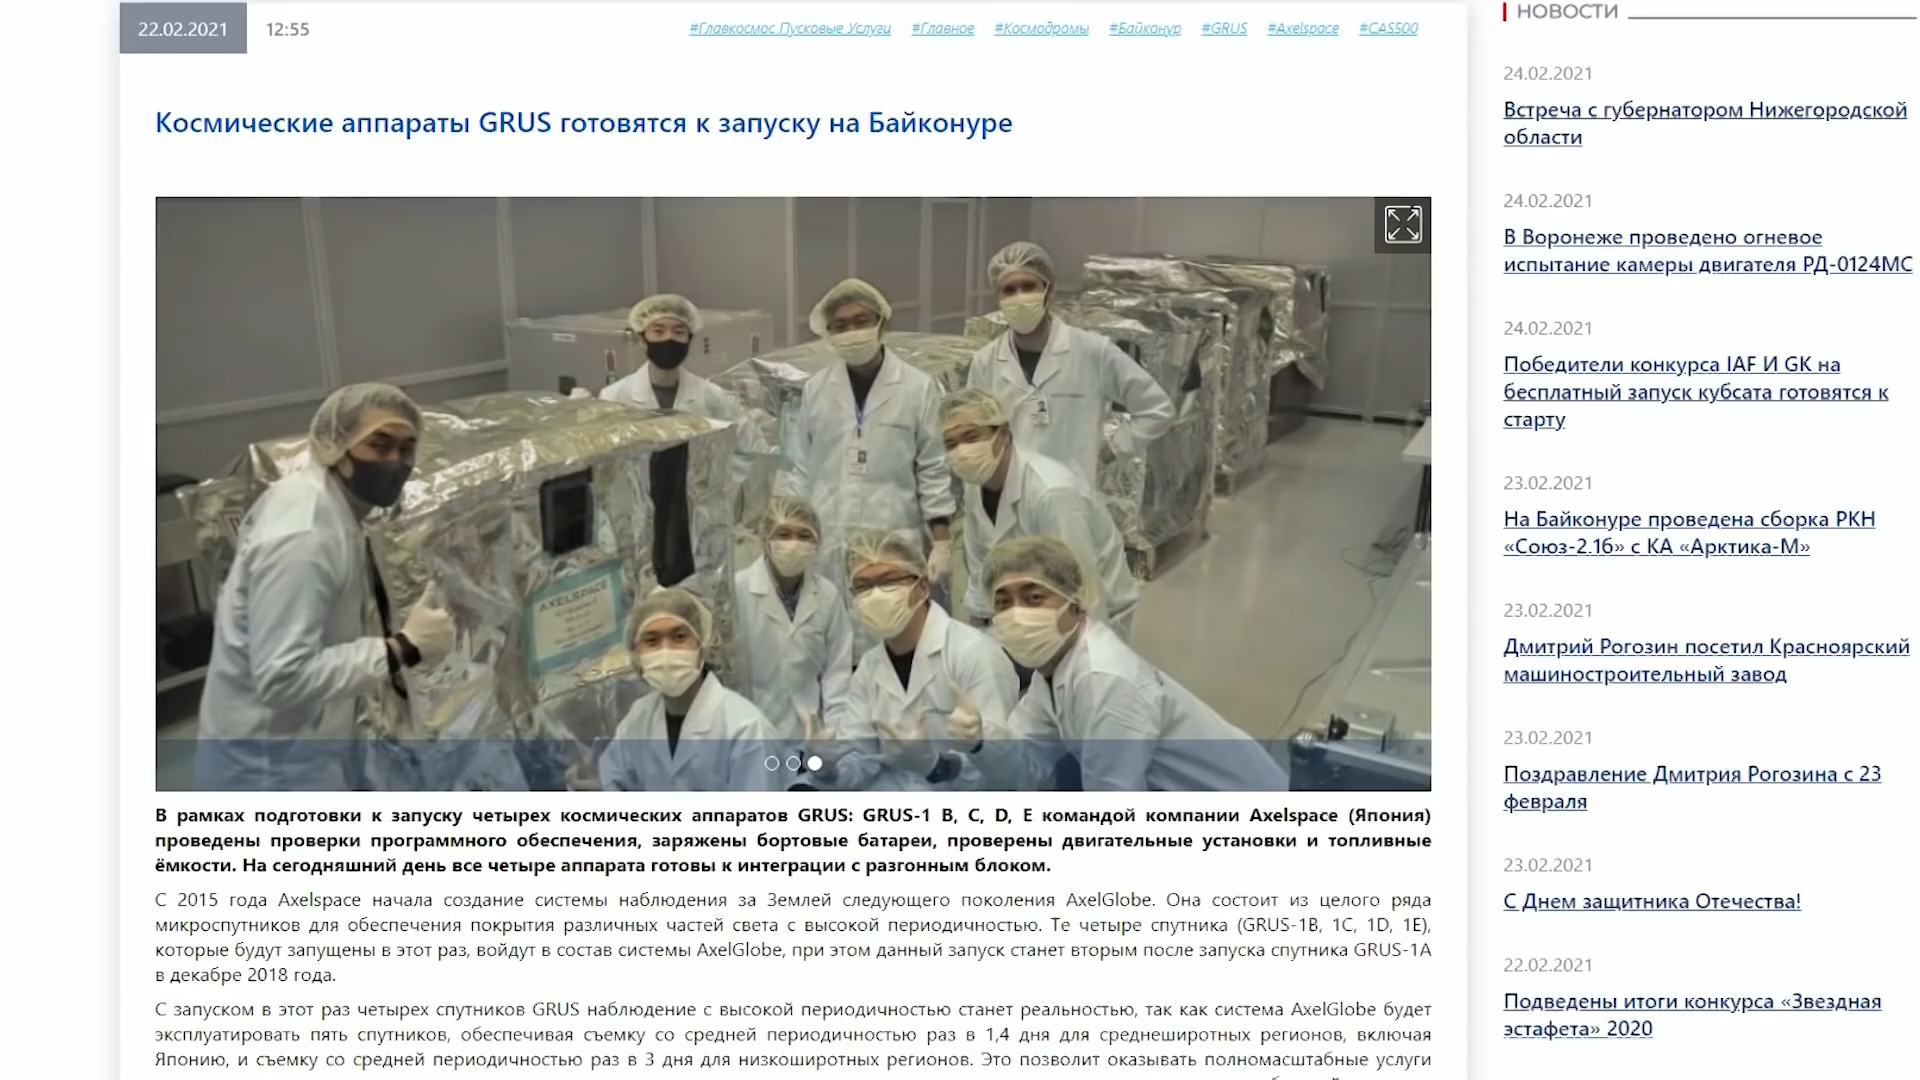 22.02.2021 12:55 #Главкосмос Пусковые Услуги #Главное #Космодромы #Байконур #GRUS #Axelspace #CAS500
Космические аппараты GRUS готовятся к запуску на Байконуре
AXELSPACE
В рамках подготовки к запуску четырех космических аппаратов GRUS: GRUS-1 B, C, D, E командой компании Axelspace (Япония)
проведены проверки программного обеспечения, заряжены бортовые батареи, проверены двигательные установки и топливные
ёмкости. На сегодняшний день все четыре аппарата готовы к интеграции с разгонным блоком.
С 2015 года Axelspace начала создание системы наблюдения за Землей следующего поколения AxelGlobe. Она состоит из целого ряда
микроспутников для обеспечения покрытия различных частей света с высокой периодичностью. Те четыре спутника (GRUS-1B, 1C, 1D, 1E),
которые будут запущены в этот раз, войдут в состав системы AxelGlobe, при этом данный запуск станет вторым после запуска спутника GRUS-1A
в декабре 2018 года.
С запуском в этот раз четырех спутников GRUS наблюдение с высокой периодичностью станет реальностью, так как система AxelGlobe будет
эксплуатировать пять спутников, обеспечивая съемку со средней периодичностью раз в 1,4 дня для среднеширотных регионов, включая
Японию, и съемку со средней периодичностью раз в 3 дня для низкоширотных регионов. Это позволит оказывать полномасштабные услуги
НОВОСТИ
24.02.2021
Встреча с губернатором Нижегородской
области
24.02.2021
В Воронеже проведено огневое
испытание камеры двигателя РД-0124МС
24.02.2021
Победители конкурса IAF И GK на
бесплатный запуск кубсата готовятся к
старту
23.02.2021
На Байконуре проведена сборка РКН
«Союз-2.1б» с КА «Арктика-М»
23.02.2021
Дмитрий Рогозин посетил Красноярский
машиностроительный завод
23.02.2021
Поздравление Дмитрия Рогозина с 23
февраля
23.02.2021
С Днем защитника Отечества!
22.02.2021
Подведены итоги конкурса «Звездная
эстафета» 2020